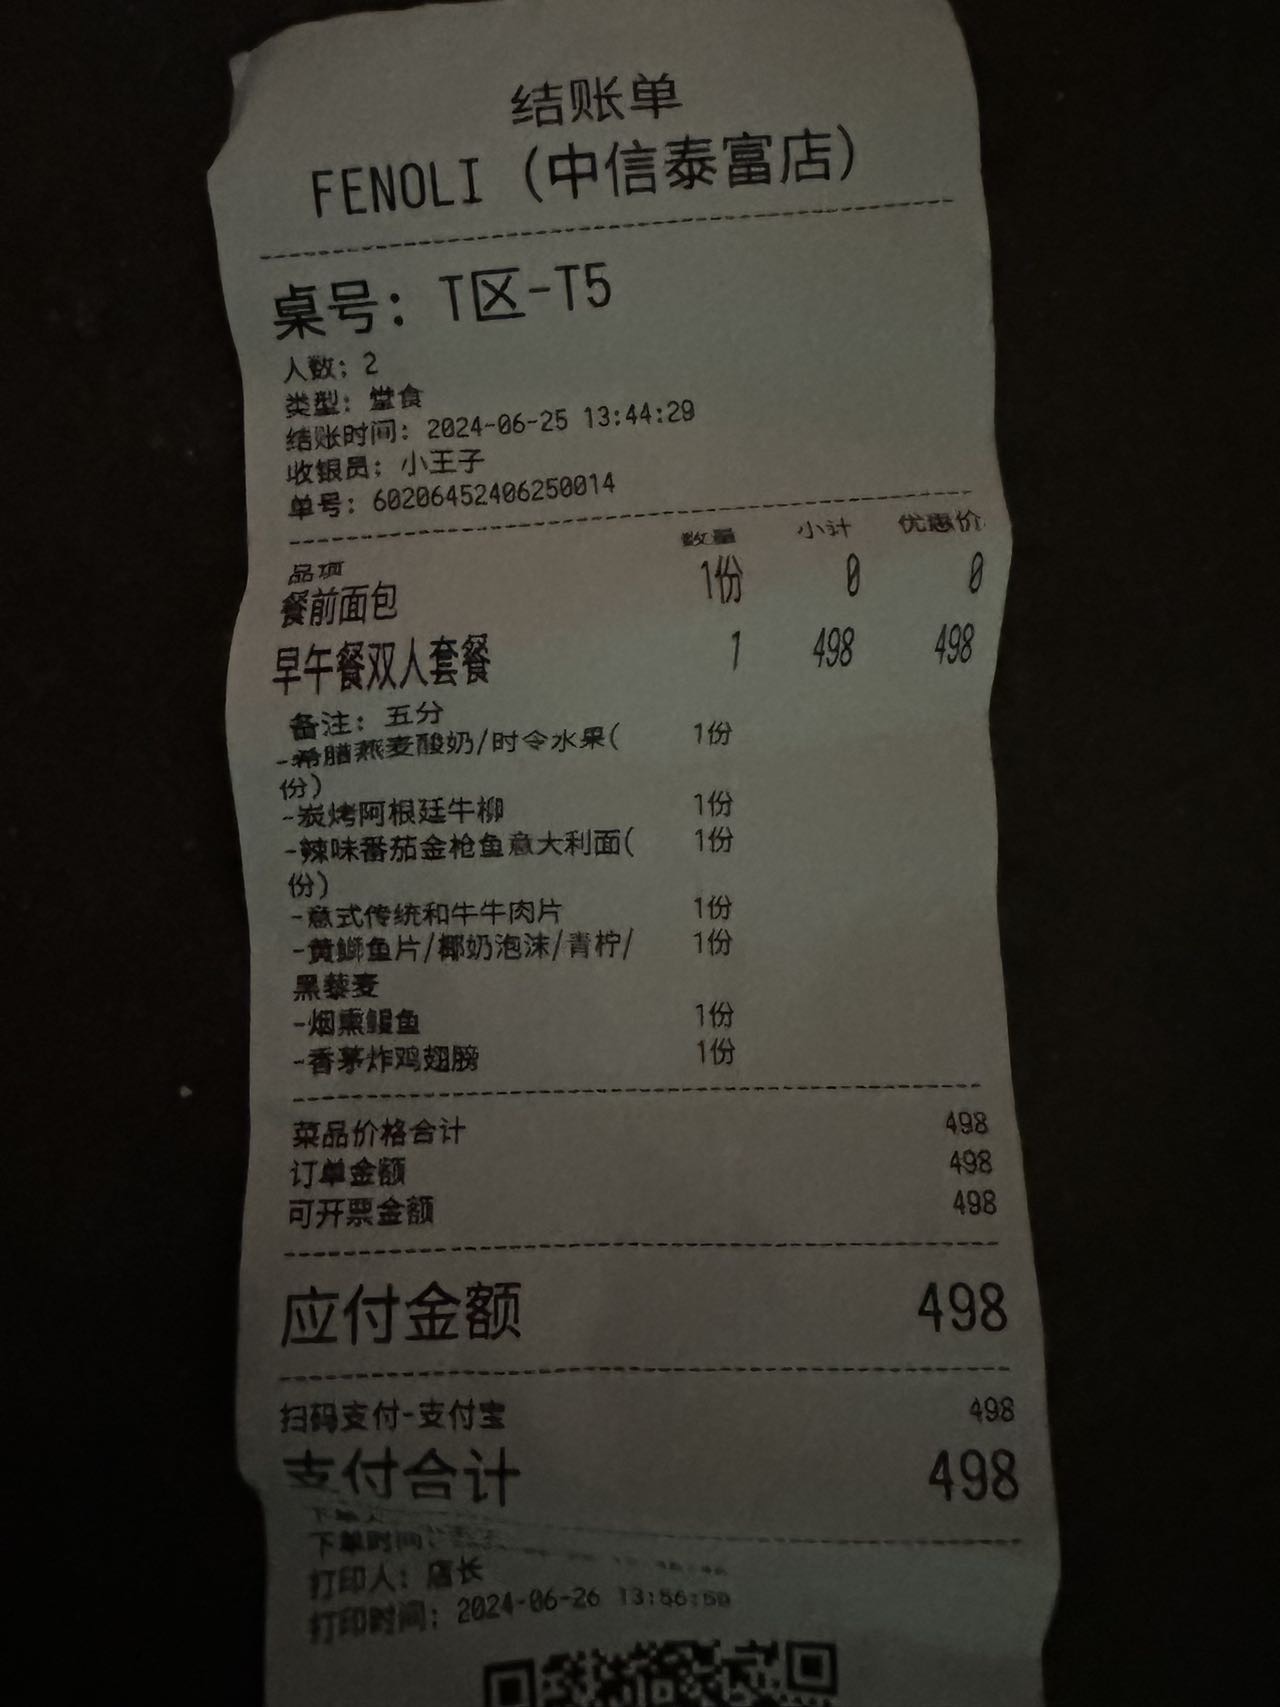 结账单
FENOLI（中信泰富店）
桌号：T区-T5
人数：2
类型：堂食
结账时间：2024-06-25 13:44:29
收银员：小王子
单号：60206452406250014
品项 数量 小计 优惠价
餐前面包 1份 0 0
早午餐双人套餐 1 498 498
备注：五分
-希腊燕麦酸奶/时令水果( 1份
份)
-炭烤阿根廷牛柳 1份
-辣味番茄金枪鱼意大利面( 1份
份)
-意式传统和牛牛肉片 1份
-黄鰤鱼片/椰奶泡沫/青柠/ 1份
黑藜麦
-烟熏鳗鱼 1份
-香茅炸鸡翅膀 1份
菜品价格合计 498
订单金额 498
可开票金额 498
应付金额 498
扫码支付-支付宝 498
支付合计 498
下单时间：
打印人：店长
打印时间：2024-06-26 13:56:59